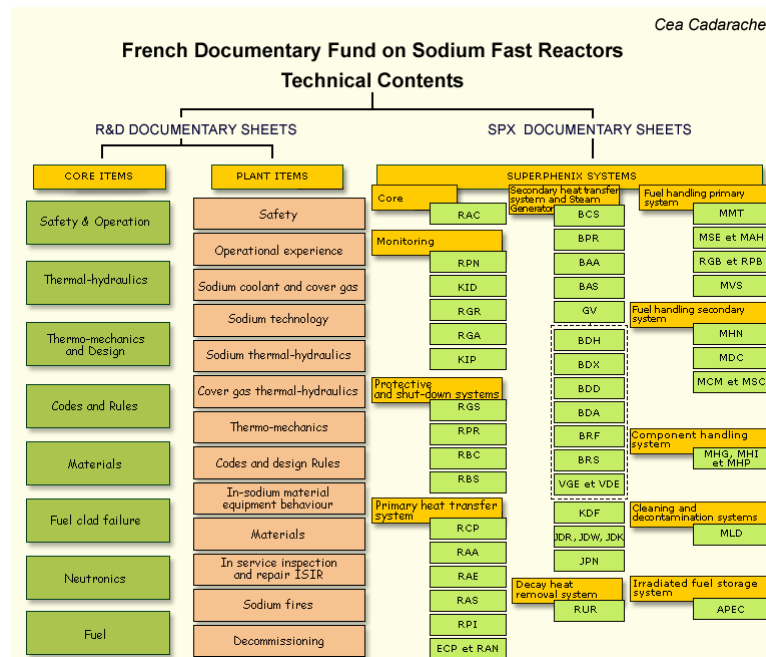 Cea Cadarache
French Documentary Fund on Sodium Fast Reactors
Technical Contents
R&D DOCUMENTARY SHEETS
SPX DOCUMENTARY SHEETS
CORE ITEMS
Safety & Operation
Thermal-hydraulics
Thermo-mechanics
and Design
Codes and Rules
Materials
Fuel clad failure
Neutronics
Fuel
PLANT ITEMS
Safety
Operational experience
Sodium coolant and cover gas
Sodium technology
Sodium thermal-hydraulics
Cover gas thermal-hydraulics
Thermo-mechanics
Codes and design Rules
In-sodium material
equipment behaviour
Materials
In service inspection
and repair ISIR
Sodium fires
Decommissioning
SUPERPHENIX SYSTEMS
Core
RAC
Monitoring
RPN
KID
RGR
RGA
KIP
Protective
and shut-down systems
RGS
RPR
RBC
RBS
Primary heat transfer
system
RCP
RAA
RAE
RAS
RPI
ECP et RAN
Secondary heat transfer
system and Steam
Generator
BCS
BPR
BAA
BAS
GV
BDH
BDX
BDD
BDA
BRF
BRS
VGE et VDE
KDF
JDR, JDW, JDK
JPN
Decay heat
removal system
RUR
Fuel handling primary
system
MMT
MSE et MAH
RGB et RPB
MVS
Fuel handling secondary
system
MHN
MDC
MCM et MSC
Component handling
system
MHG, MHI
et MHP
Cleaning and
decontamination systems
MLD
Irradiated fuel storage
system
APEC